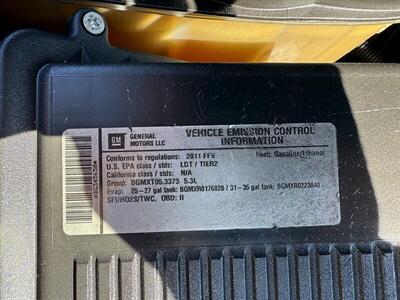 GM
GM
GENERAL MOTORS LLC
VEHICLE EMISSION CONTROL INFORMATION
Conforms to regulations: 2011 FFV Fuel: Gasoline/Ethanol
U.S. EPA class / stds: LDT / TIER2
California class / stds: N/A
Group: BGMXT05.3373 5.3L
Evap: 25-27 gal tank: BGMXR0176820 / 31-35 gal tank: BGMXR0223840
SFI/HO2S/TWC, OBD: II